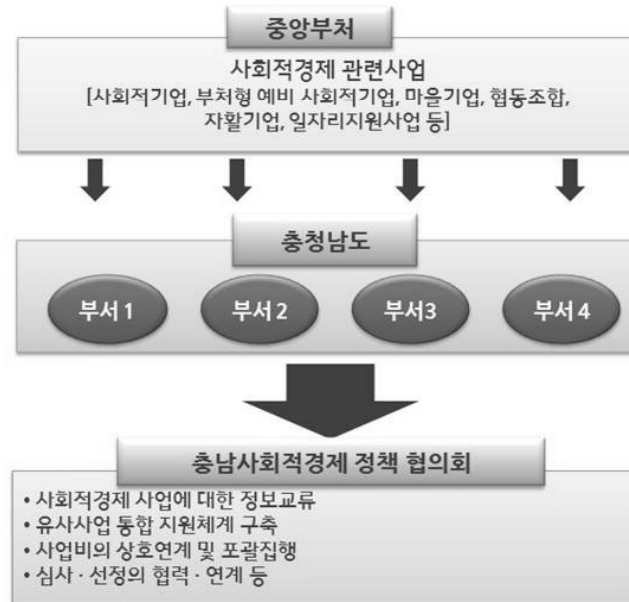 중앙부처
사회적경제 관련사업
[사회적기업, 부처형 예비 사회적기업, 마을기업, 협동조합,
자활기업, 일자리지원사업 등]
충청남도
부서 1
부서 2
부서3
부서 4
충남사회적경제 정책 협의회
• 사회적경제 사업에 대한 정보교류
• 유사사업 통합 지원체계 구축
• 사업비의 상호연계 및 포괄집행
• 심사 · 선정의 협력 · 연계 등